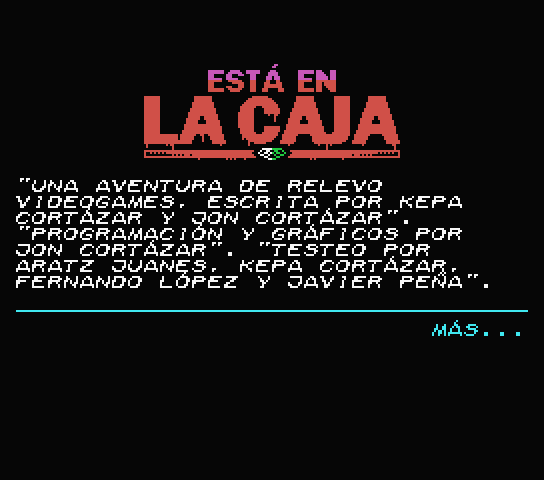 ESTÁ EN
LA CAJA
"UNA AVENTURA DE RELEVO
VIDEOGAMES, ESCRITA POR KEPA
CORTÁZAR Y JON CORTÁZAR".
"PROGRAMACIÓN Y GRÁFICOS POR
JON CORTÁZAR". "TESTEO POR
ARATZ JUANES, KEPA CORTÁZAR,
FERNANDO LÓPEZ Y JAVIER PEÑA".
MÁS...